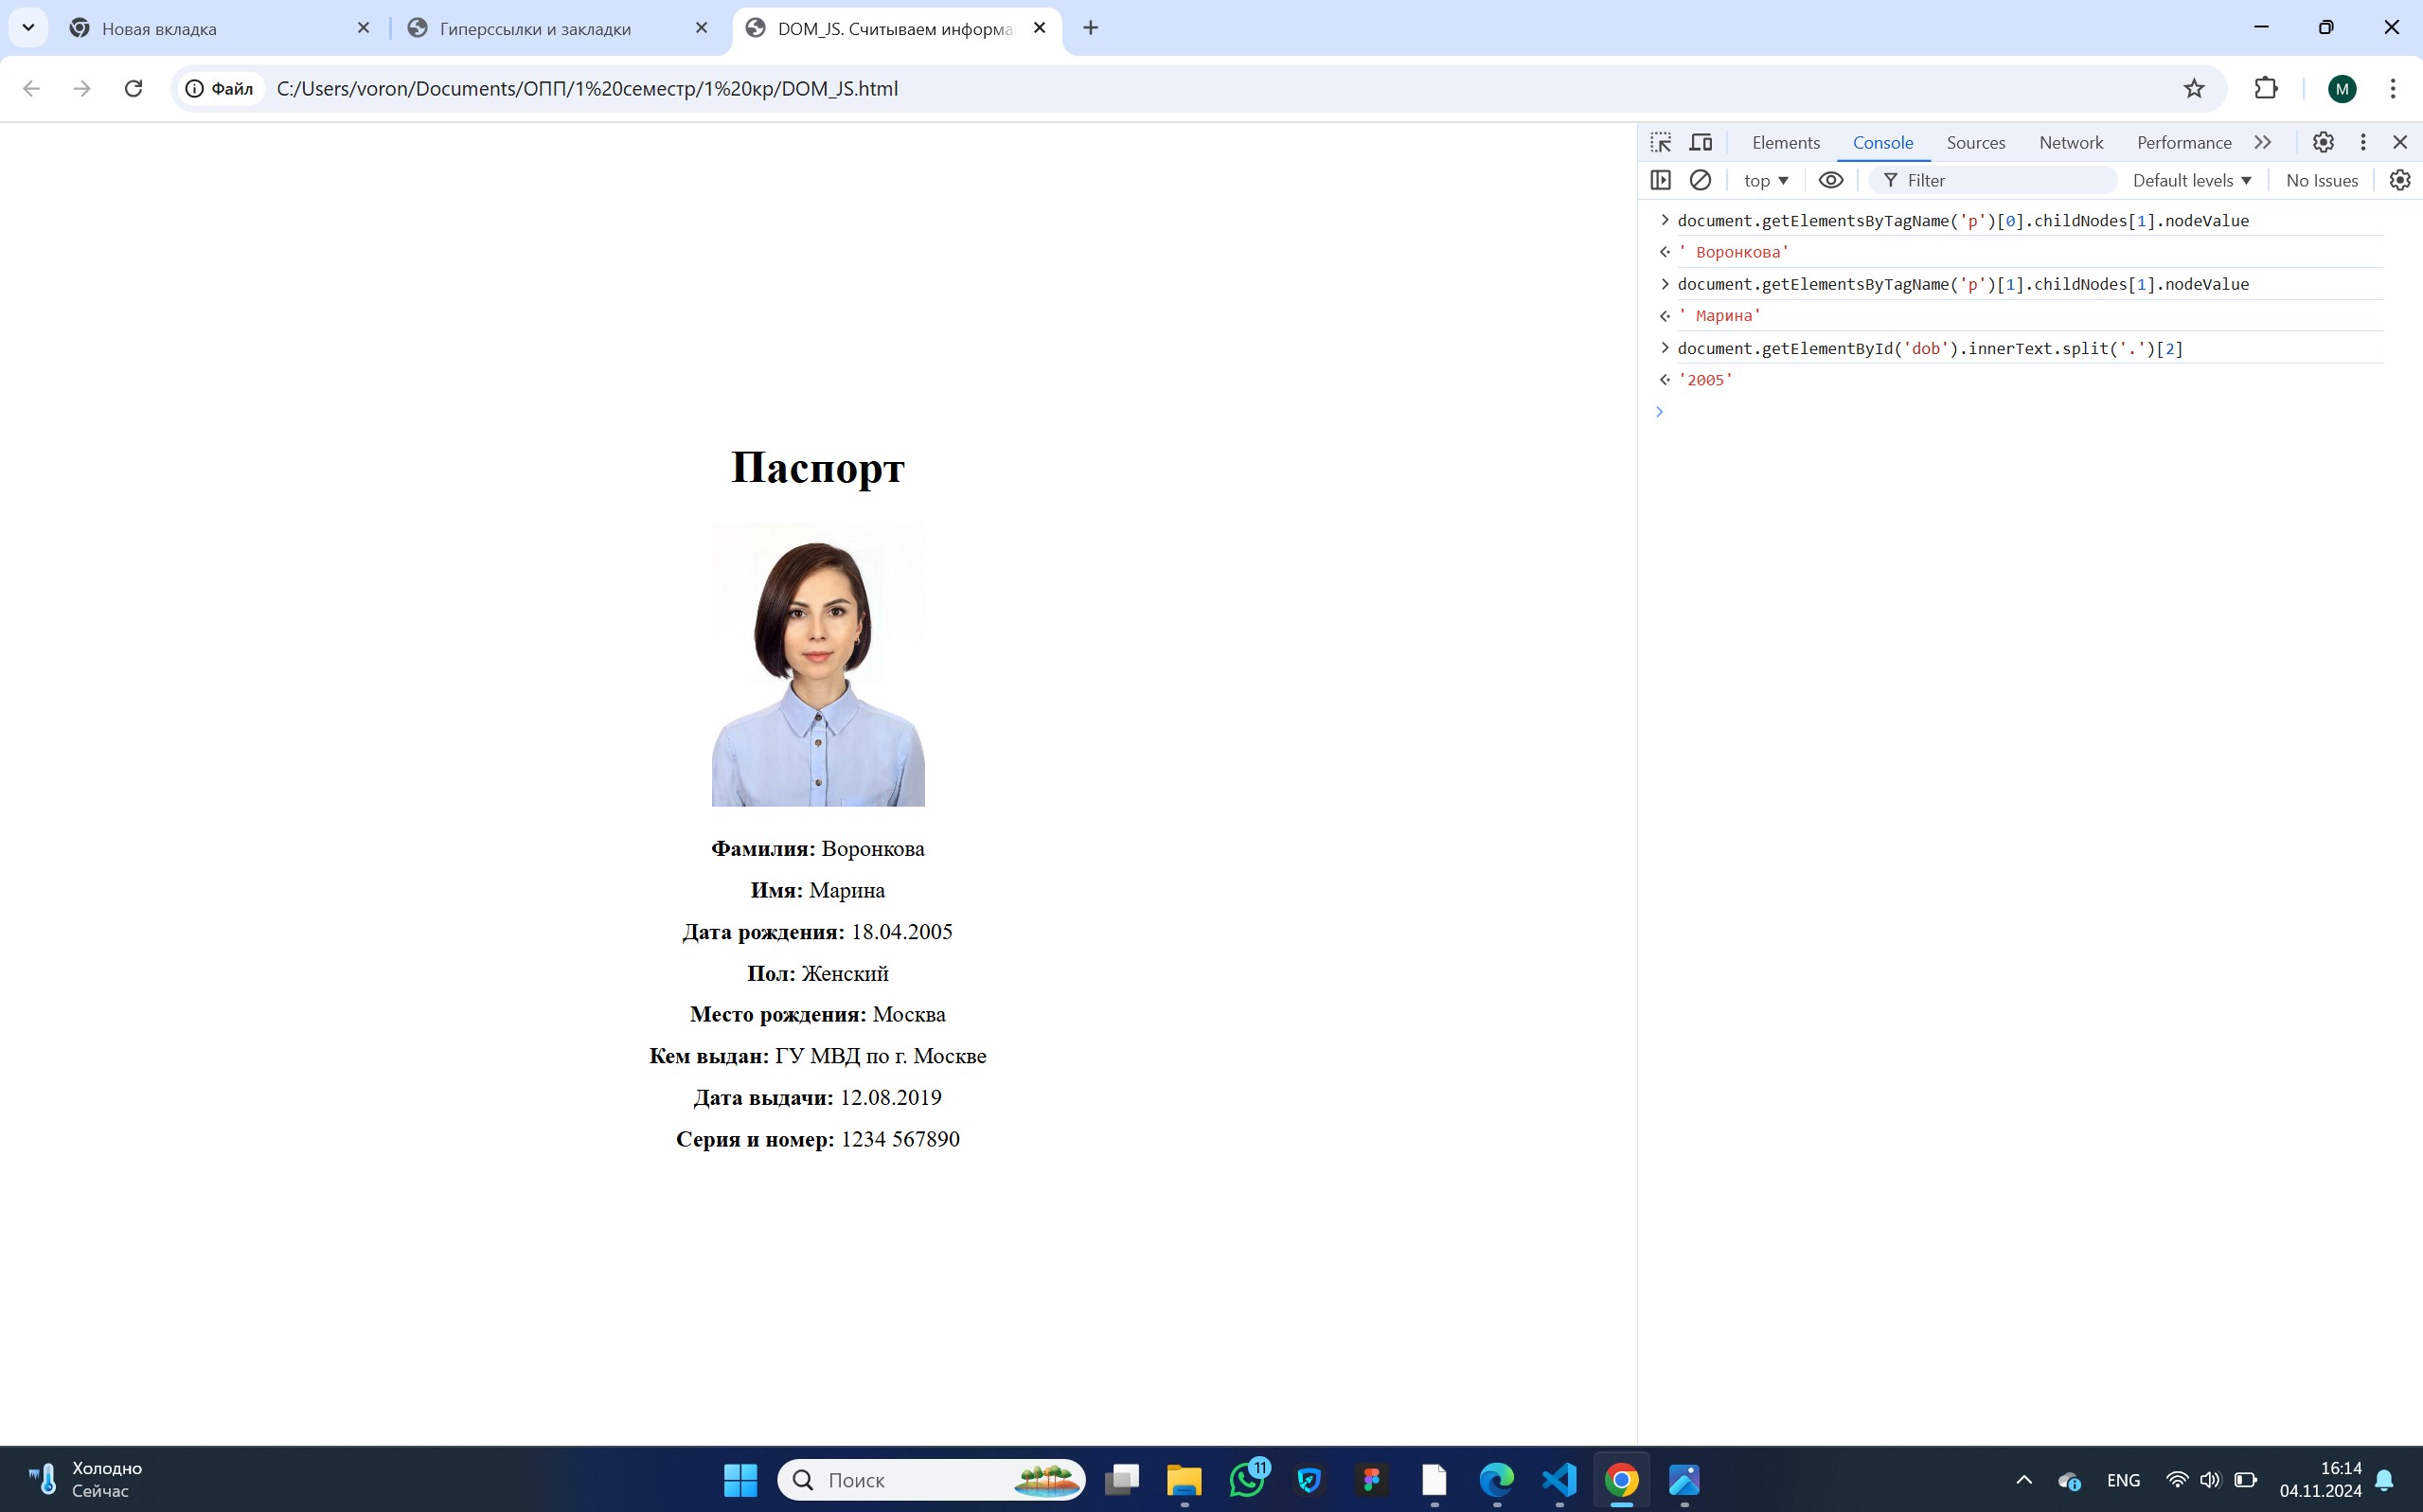 Новая вкладка
Гиперссылки и закладки
DOM_JS. Считываем информа
Файл
C:/Users/voron/Documents/ОПП/1%20семестр/1%20кр/DOM_JS.html
M
Elements
Console
Sources
Network
Performance
top
Filter
Default levels
No Issues
document.getElementsByTagName('p')[0].childNodes[1].nodeValue
' Воронкова'
document.getElementsByTagName('p')[1].childNodes[1].nodeValue
' Марина'
document.getElementById('dob').innerText.split('.')[2]
'2005'
Паспорт
Фамилия: Воронкова
Имя: Марина
Дата рождения: 18.04.2005
Пол: Женский
Место рождения: Москва
Кем выдан: ГУ МВД по г. Москве
Дата выдачи: 12.08.2019
Серия и номер: 1234 567890
Холодно
Сейчас
Поиск
11
ENG
16:14
04.11.2024